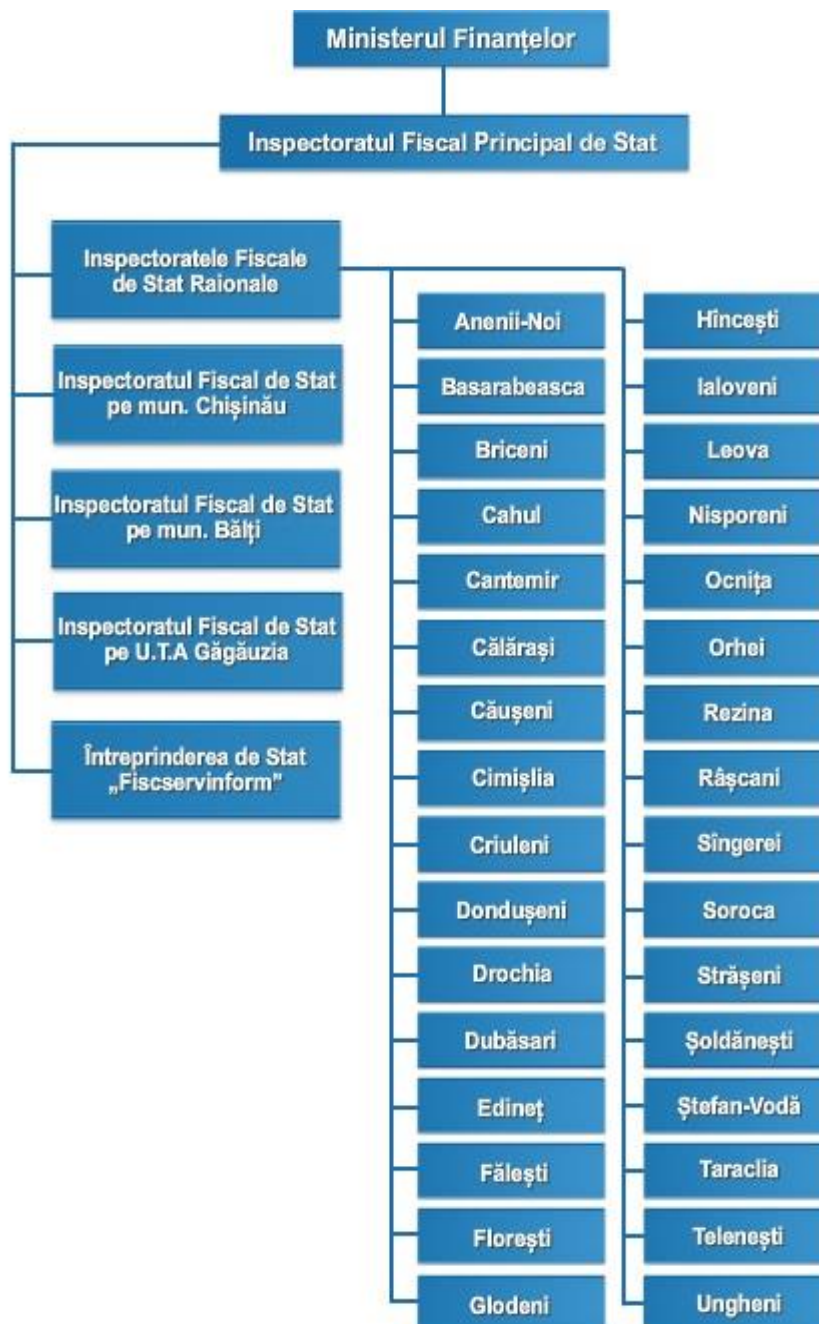 Ministerul Finanțelor
Inspectoratul Fiscal Principal de Stat
Inspectoratele Fiscale
de Stat Raionale
Inspectoratul Fiscal de Stat
pe mun. Chișinău
Inspectoratul Fiscal de Stat
pe mun. Bălți
Inspectoratul Fiscal de Stat
pe U.T.A Găgăuzia
Întreprinderea de Stat
„Fiscservinform”
Anenii-Noi
Basarabeasca
Briceni
Cahul
Cantemir
Călărași
Căușeni
Cimișlia
Criuleni
Dondușeni
Drochia
Dubăsari
Edineț
Fălești
Florești
Glodeni
Hîncești
Ialoveni
Leova
Nisporeni
Ocnița
Orhei
Rezina
Râșcani
Sîngerei
Soroca
Strășeni
Șoldănești
Ștefan-Vodă
Taraclia
Telenești
Ungheni